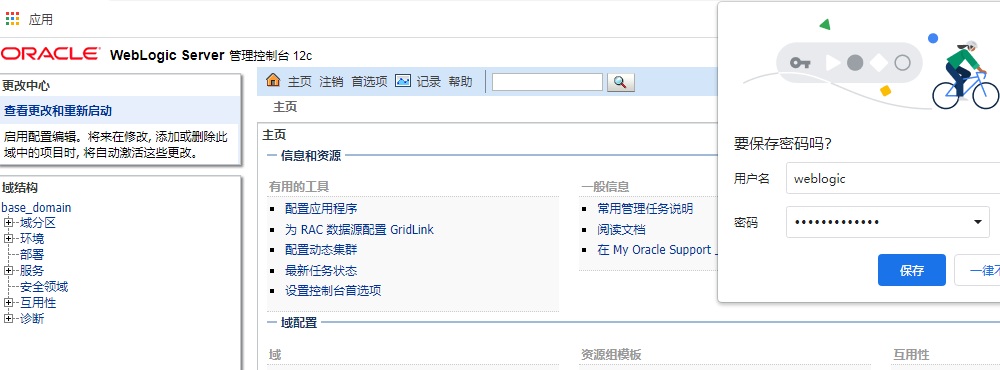 应用
ORACLE WebLogic Server 管理控制台 12c
更改中心
查看更改和重新启动
启用配置编辑。将来在修改, 添加或删除此
域中的项目时, 将自动激活这些更改。
域结构
base_domain
域分区
环境
部署
服务
安全领域
互用性
诊断
主页 注销 首选项 记录 帮助
主页
主页
信息和资源
有用的工具
配置应用程序
为 RAC 数据源配置 GridLink
配置动态集群
最新任务状态
设置控制台首选项
一般信息
常用管理任务说明
阅读文档
在 My Oracle Support
域配置
域
资源组模板
互用性
要保存密码吗?
用户名 weblogic
密码 •••••••••••••
保存
一律不